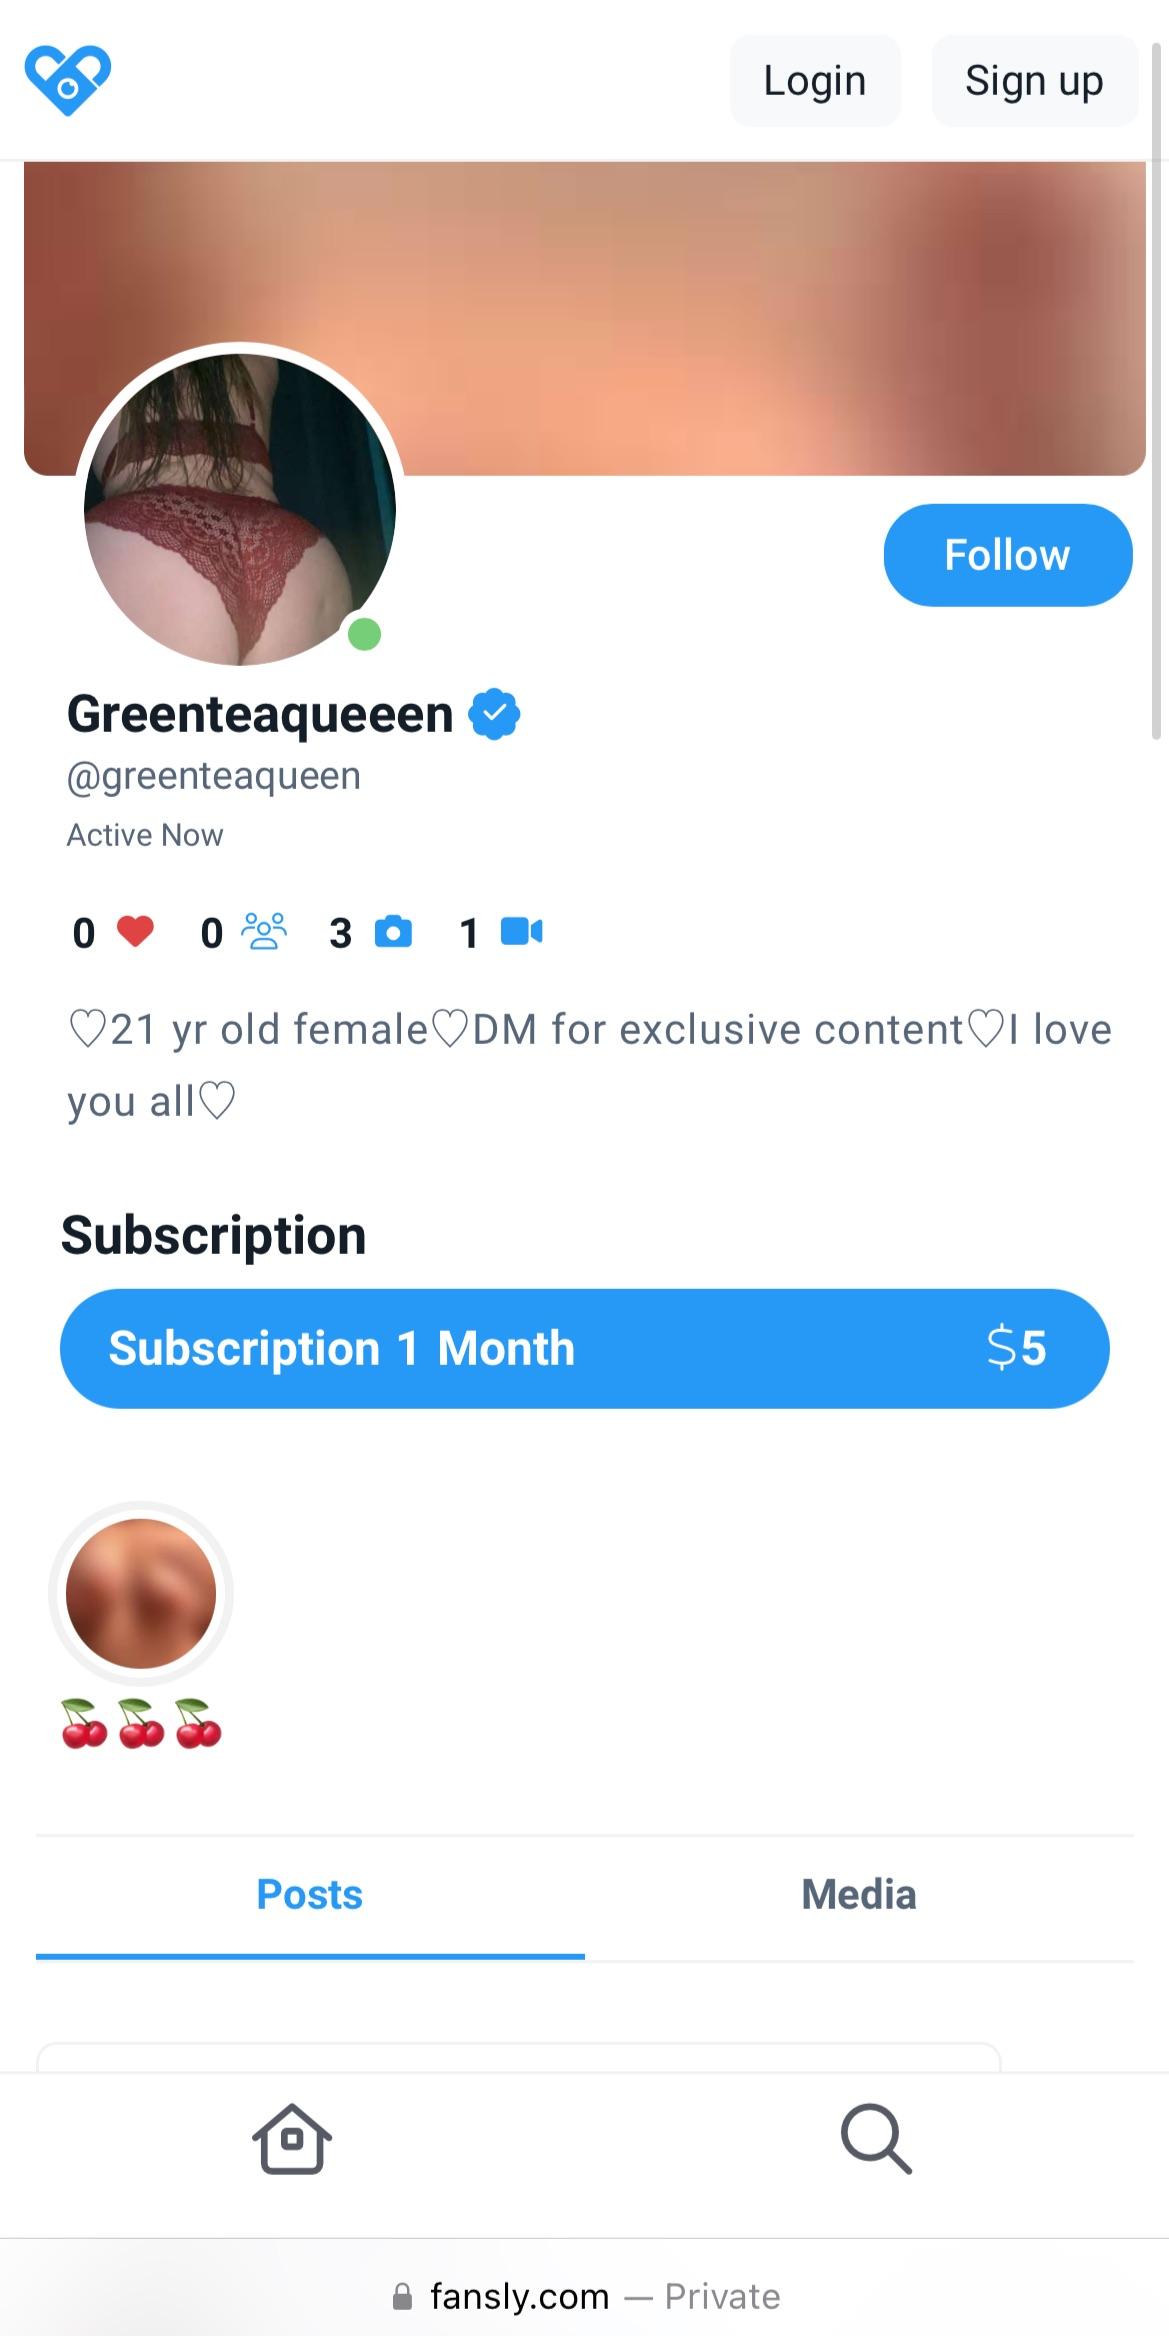 Login
Sign up
Follow
Greenteaqueeen
@greenteaqueen
Active Now
0 0 3 1
♡21 yr old female♡DM for exclusive content♡I love
you all♡
Subscription
Subscription 1 Month $5
🍒🍒🍒
Posts
Media
fansly.com — Private